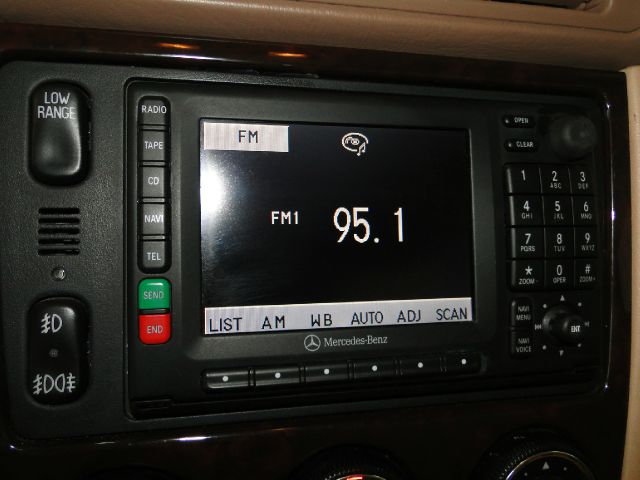 LOW
RANGE
RADIO
TAPE
CD
NAVI
TEL
SEND
END
FM
FM1 95.1
LIST AM WB AUTO ADJ SCAN
Mercedes-Benz
OPEN
CLEAR
1 2 ABC 3 DEF
4 GHI 5 JKL 6 MNO
7 PQRS 8 TUV 9 WXYZ
* ZOOM- 0 OPER # ZOOM+
NAVI
MENU
ENT
NAVI
VOICE